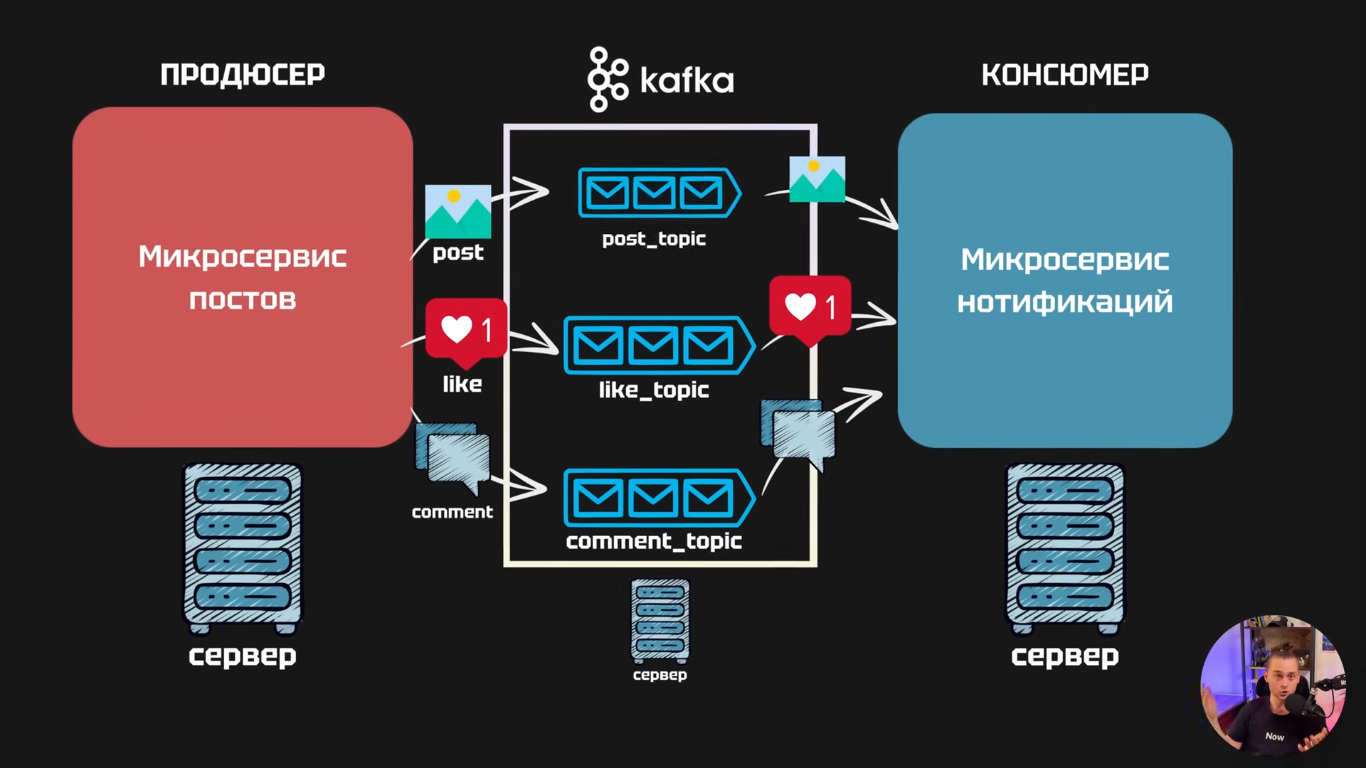 ПРОДЮСЕР
kafka
КОНСЮМЕР
Микросервис
постов
post
like
comment
1
post_topic
like_topic
comment_topic
1
Микросервис
нотификаций
сервер
сервер
сервер
Now